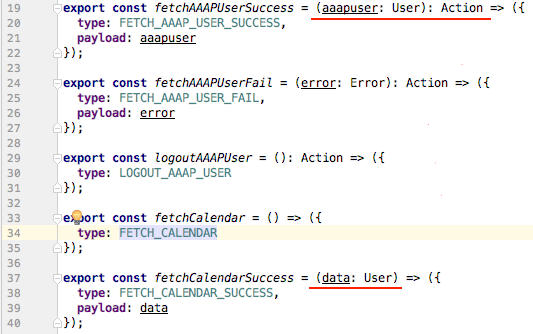 19 export const fetchAAAPUserSuccess = (aaapuser: User): Action => ({
20 type: FETCH_AAAP_USER_SUCCESS,
21 payload: aaapuser
22 });
23
24 export const fetchAAAPUserFail = (error: Error): Action => ({
25 type: FETCH_AAAP_USER_FAIL,
26 payload: error
27 });
28
29 export const logoutAAAPUser = (): Action => ({
30 type: LOGOUT_AAAP_USER
31 });
32
33 export const fetchCalendar = () => ({
34 type: FETCH_CALENDAR
35 });
36
37 export const fetchCalendarSuccess = (data: User) => ({
38 type: FETCH_CALENDAR_SUCCESS,
39 payload: data
40 });